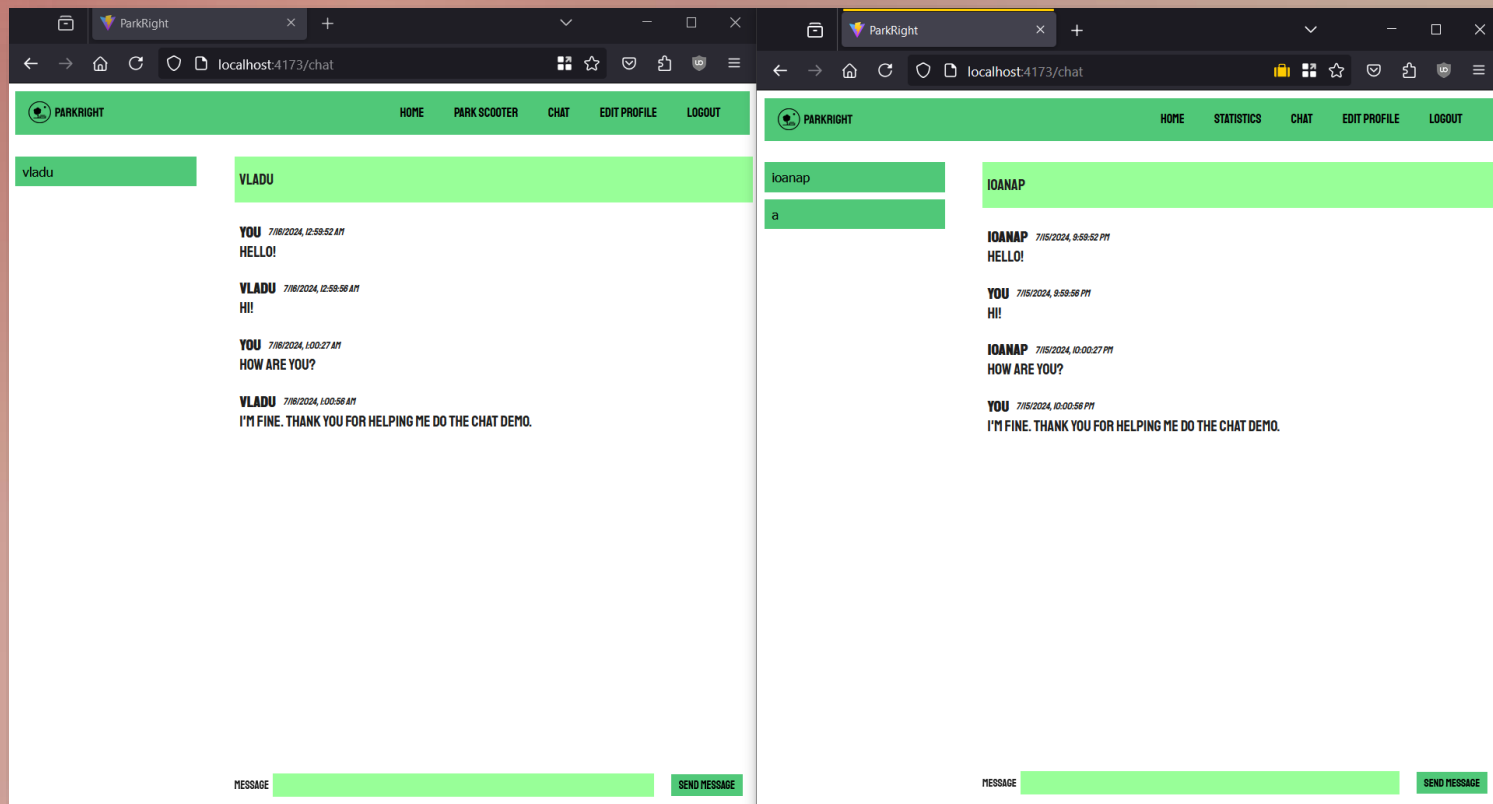 ParkRight
localhost:4173/chat
PARKRIGHT
HOME PARK SCOOTER CHAT EDIT PROFILE LOGOUT
vladu
VLADU
YOU 7/16/2024, 12:59:52 AM
HELLO!
VLADU 7/16/2024, 12:59:56 AM
HI!
YOU 7/16/2024, 1:00:27 AM
HOW ARE YOU?
VLADU 7/16/2024, 1:00:56 AM
I'M FINE. THANK YOU FOR HELPING ME DO THE CHAT DEMO.
MESSAGE
SEND MESSAGE
ParkRight
localhost:4173/chat
PARKRIGHT
HOME STATISTICS CHAT EDIT PROFILE LOGOUT
ioanap
a
IOANAP
IOANAP 7/15/2024, 9:59:52 PM
HELLO!
YOU 7/15/2024, 9:59:56 PM
HI!
IOANAP 7/15/2024, 10:00:27 PM
HOW ARE YOU?
YOU 7/15/2024, 10:00:56 PM
I'M FINE. THANK YOU FOR HELPING ME DO THE CHAT DEMO.
MESSAGE
SEND MESSAGE